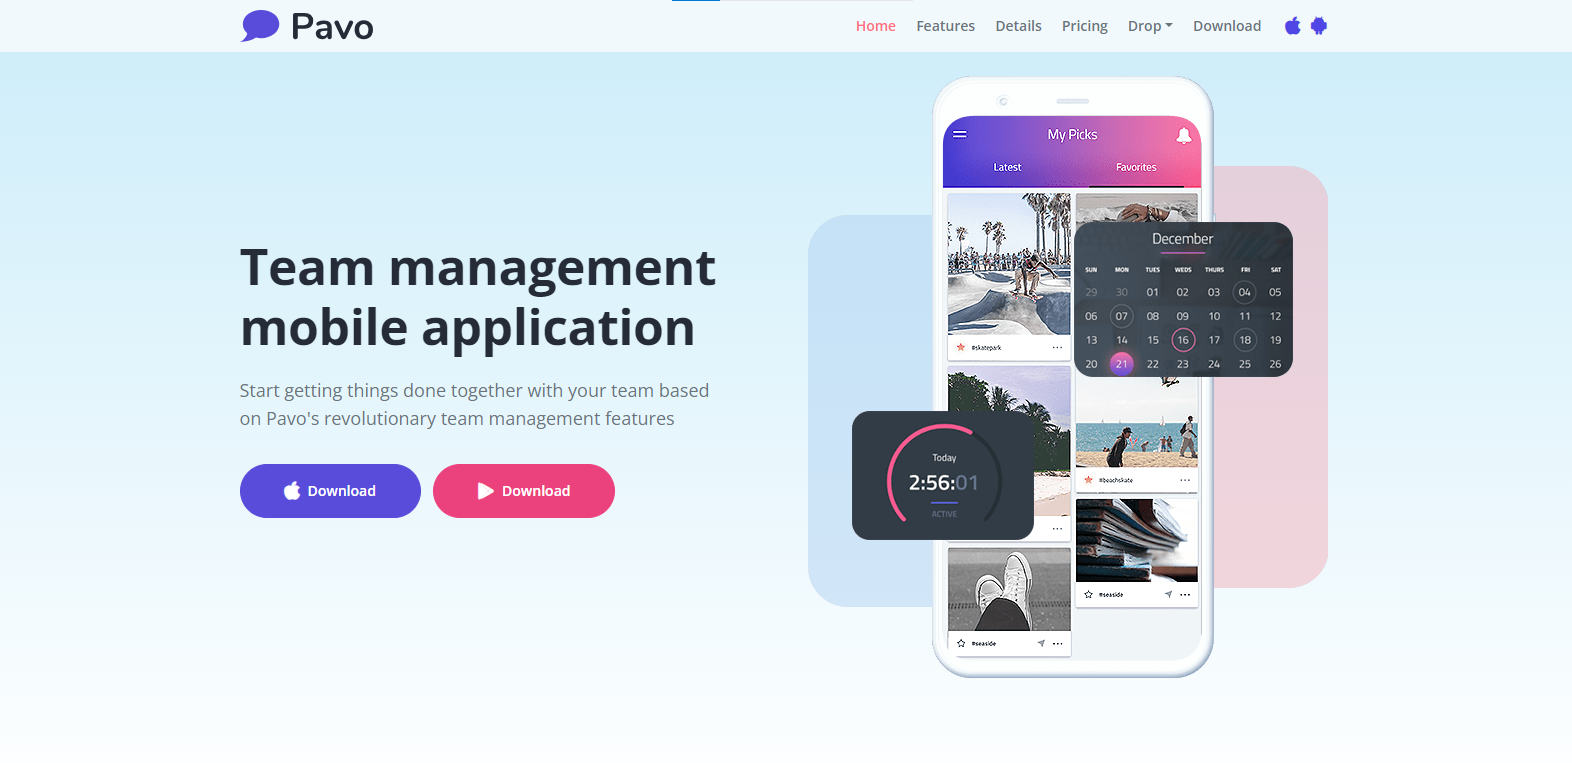 Pavo
Home Features Details Pricing Drop Download
Team management
mobile application
Start getting things done together with your team based
on Pavo's revolutionary team management features
Download
Download
My Picks
Latest Favorites
#skatepark
December
SUN MON TUES WEDS THURS FRI SAT
29 30 01 02 03 04 05
06 07 08 09 10 11 12
13 14 15 16 17 18 19
20 21 22 23 24 25 26
Today
2:56:01
ACTIVE
#beachskate
#seaside
#seaside